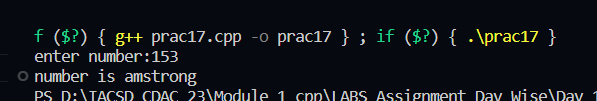 f ($?) { g++ prac17.cpp -o prac17 } ; if ($?) { .\prac17 }
enter number:153
number is amstrong
PS D:\IACSD CDAC 23\Module 1 cpp\LABS Assignment Day Wise\Day 1